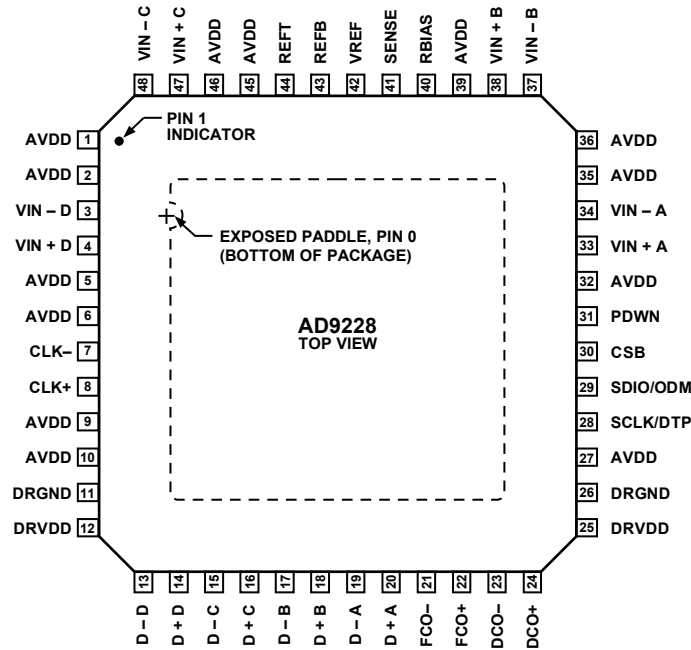 VIN – C
VIN + C
AVDD
AVDD
REFT
REFB
VREF
SENSE
RBIAS
AVDD
VIN + B
VIN – B
48
47
46
45
44
43
42
41
40
39
38
37
PIN 1
INDICATOR
AVDD 1
AVDD 2
VIN – D 3
VIN + D 4
AVDD 5
AVDD 6
CLK– 7
CLK+ 8
AVDD 9
AVDD 10
DRGND 11
DRVDD 12
EXPOSED PADDLE, PIN 0
(BOTTOM OF PACKAGE)
AD9228
TOP VIEW
36 AVDD
35 AVDD
34 VIN – A
33 VIN + A
32 AVDD
31 PDWN
30 CSB
29 SDIO/ODM
28 SCLK/DTP
27 AVDD
26 DRGND
25 DRVDD
13
14
15
16
17
18
19
20
21
22
23
24
D – D
D + D
D – C
D + C
D – B
D + B
D – A
D + A
FCO–
FCO+
DCO–
DCO+